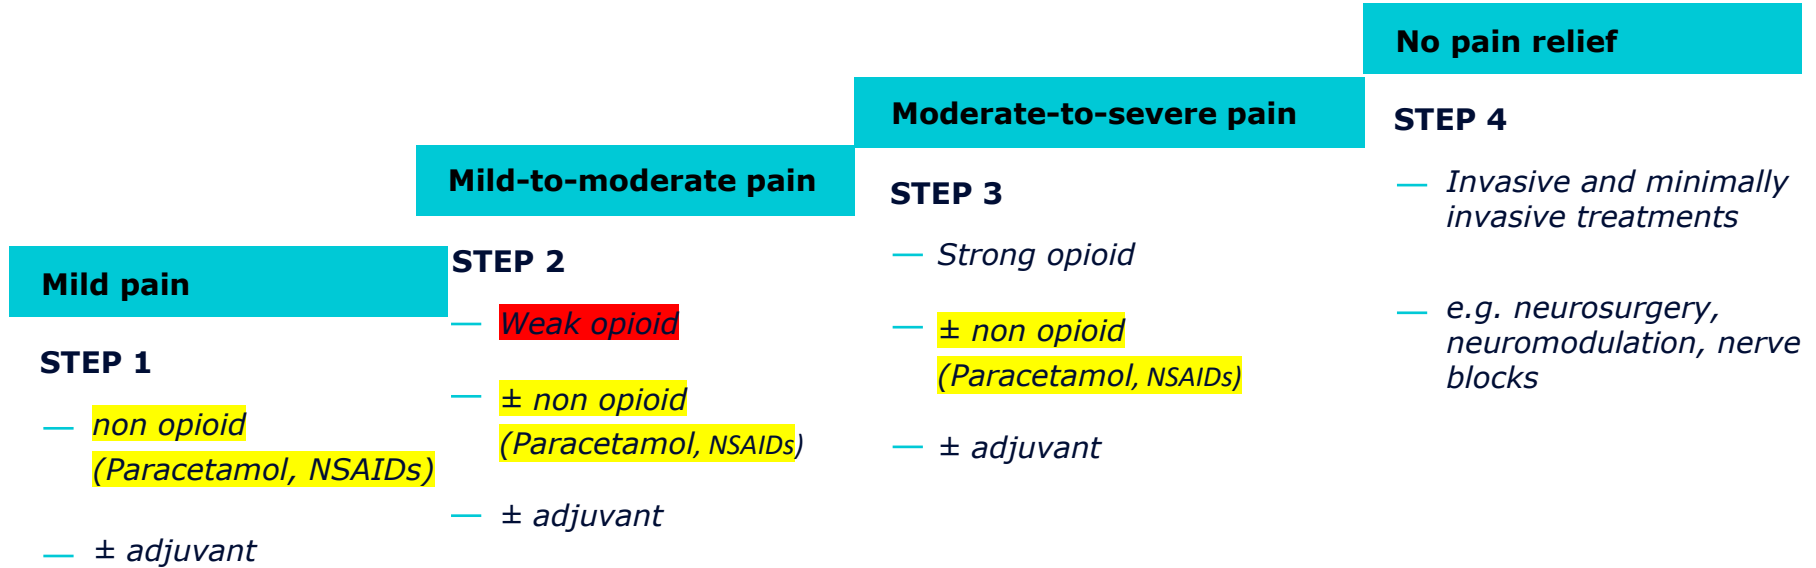 Mild pain
STEP 1
— non opioid
(Paracetamol, NSAIDs)
— ± adjuvant
Mild-to-moderate pain
STEP 2
— Weak opioid
— ± non opioid
(Paracetamol, NSAIDs)
— ± adjuvant
Moderate-to-severe pain
STEP 3
— Strong opioid
— ± non opioid
(Paracetamol, NSAIDs)
— ± adjuvant
No pain relief
STEP 4
— Invasive and minimally
invasive treatments
— e.g. neurosurgery,
neuromodulation, nerve
blocks